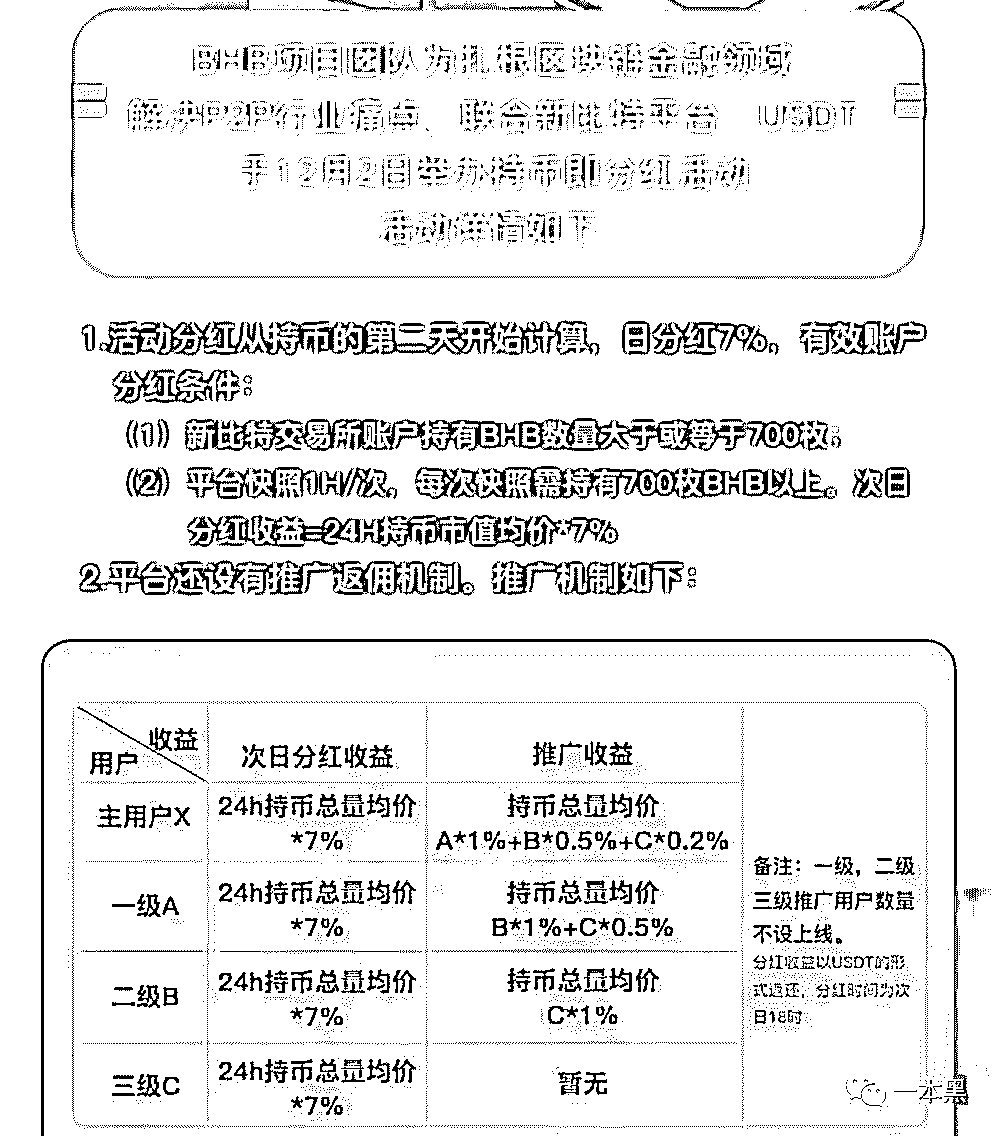 BHB项目团队为扎根区块链金融领域
解决P2P行业痛点、联合新比特平台 USDT
于12月2日举办持币即分红活动
活动详情如下
1.活动分红从持币的第二天开始计算，日分红7%。有效账户
分红条件：
（1）新比特交易所账户持有BHB数量大于或等于700枚；
（2）平台快照1H/次，每次快照需持有700枚BHB以上。次日
分红收益=24H持币市值均价*7%
2.平台还设有推广返佣机制。推广机制如下：
收益
用户
次日分红收益
推广收益
主用户X
24h持币总量均价
*7%
持币总量均价
A*1%+B*0.5%+C*0.2%
一级A
24h持币总量均价
*7%
持币总量均价
B*1%+C*0.5%
二级B
24h持币总量均价
*7%
持币总量均价
C*1%
三级C
24h持币总量均价
*7%
暂无
备注：一级，二级
三级推广用户数量
不设上线。
分红收益以USDT的形
式返还，分红时间为次
日18时
一本黑